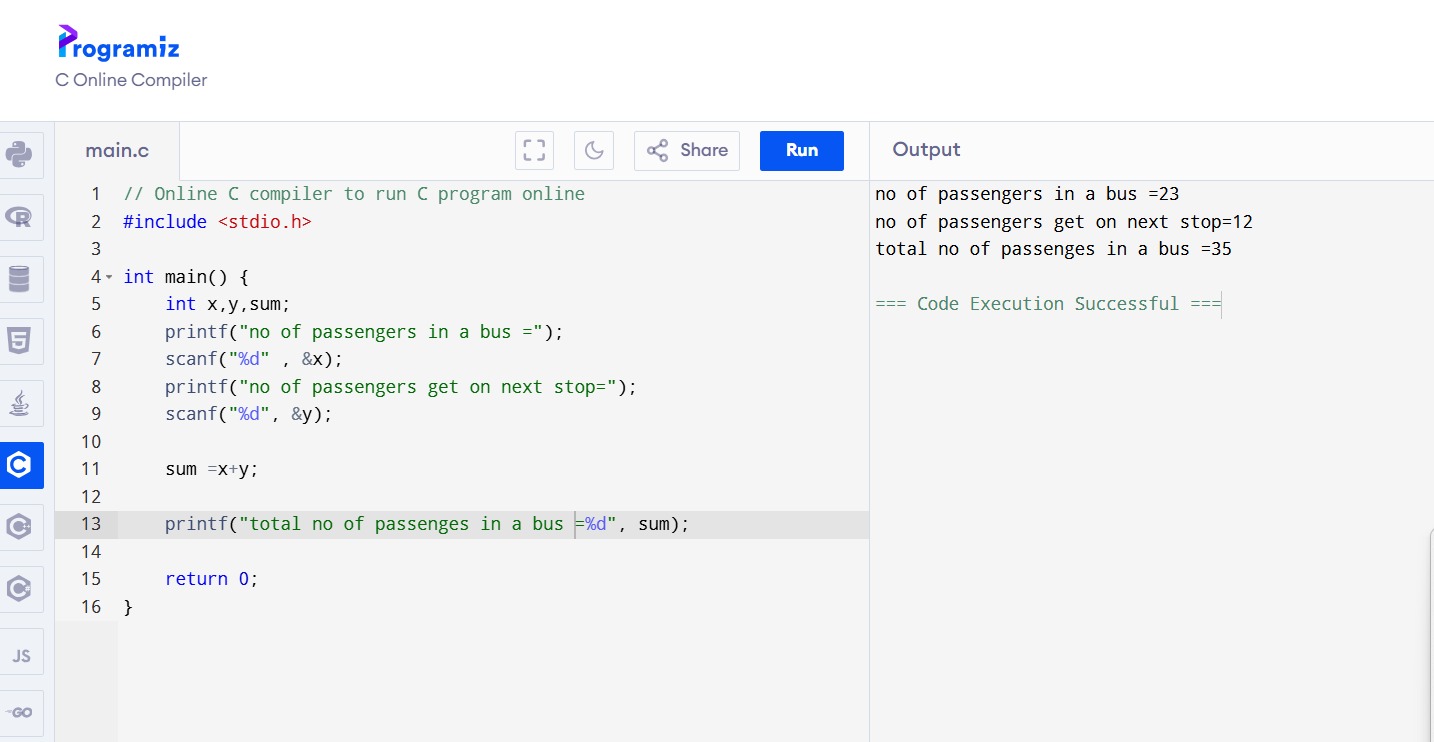 Programiz
C Online Compiler
main.c
Share
Run
Output
1 // Online C compiler to run C program online
2 #include <stdio.h>
3
4 int main() {
5     int x,y,sum;
6     printf("no of passengers in a bus =");
7     scanf("%d" , &x);
8     printf("no of passengers get on next stop=");
9     scanf("%d", &y);
10
11     sum =x+y;
12
13     printf("total no of passenges in a bus =%d", sum);
14
15     return 0;
16 }
no of passengers in a bus =23
no of passengers get on next stop=12
total no of passenges in a bus =35
=== Code Execution Successful ===
R
5
C
C
C
JS
GO